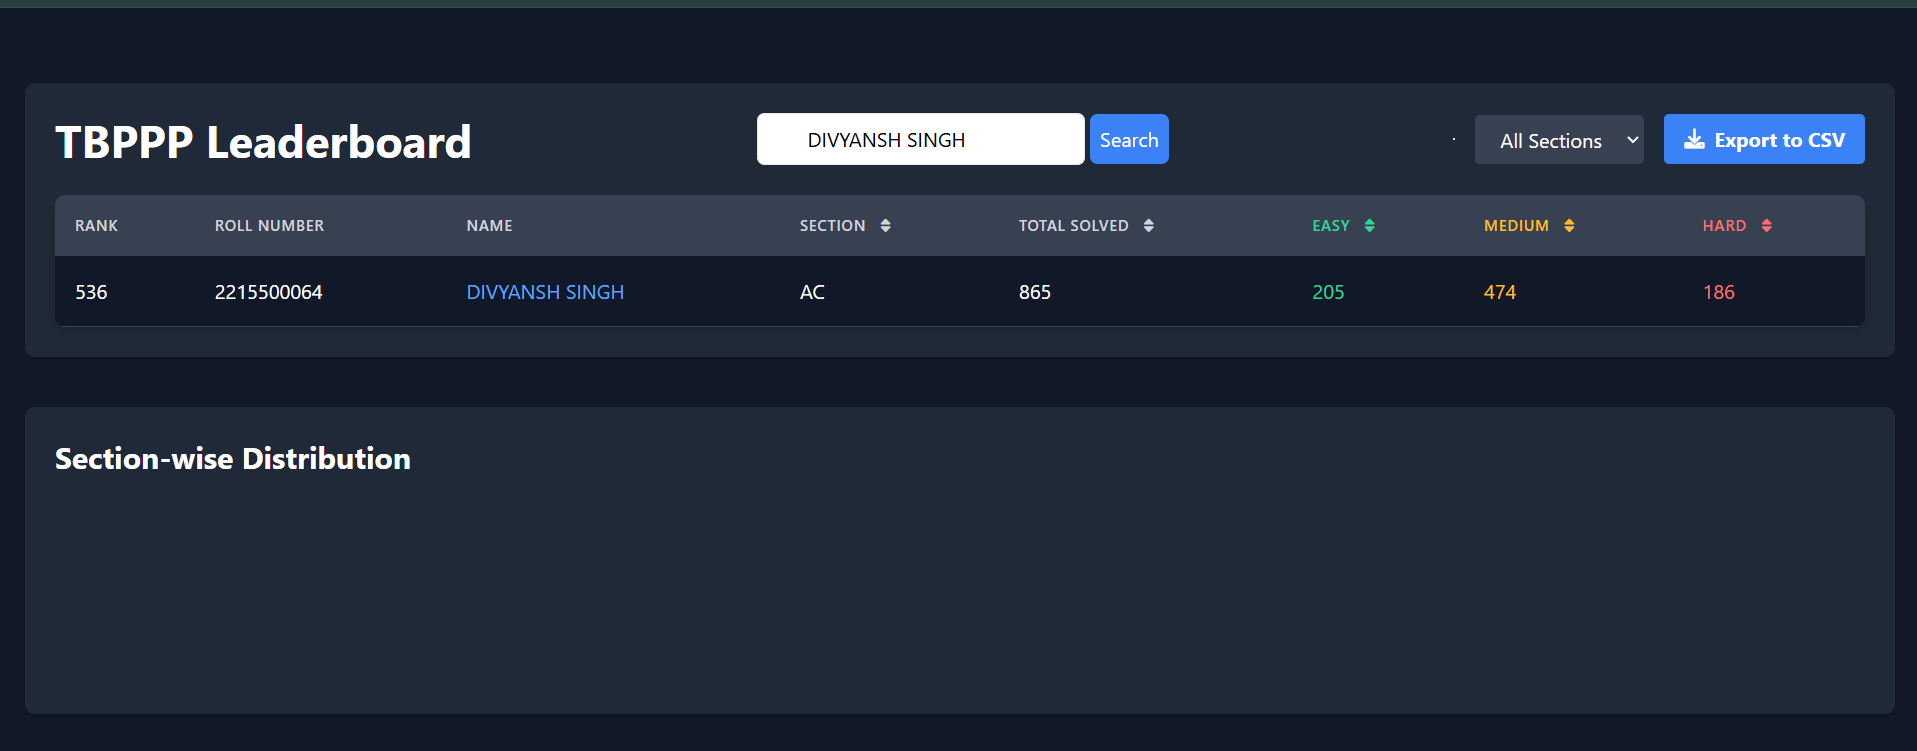 TBPPP Leaderboard
DIVYANSH SINGH
Search
All Sections
Export to CSV
RANK ROLL NUMBER NAME SECTION TOTAL SOLVED EASY MEDIUM HARD
536 2215500064 DIVYANSH SINGH AC 865 205 474 186
Section-wise Distribution